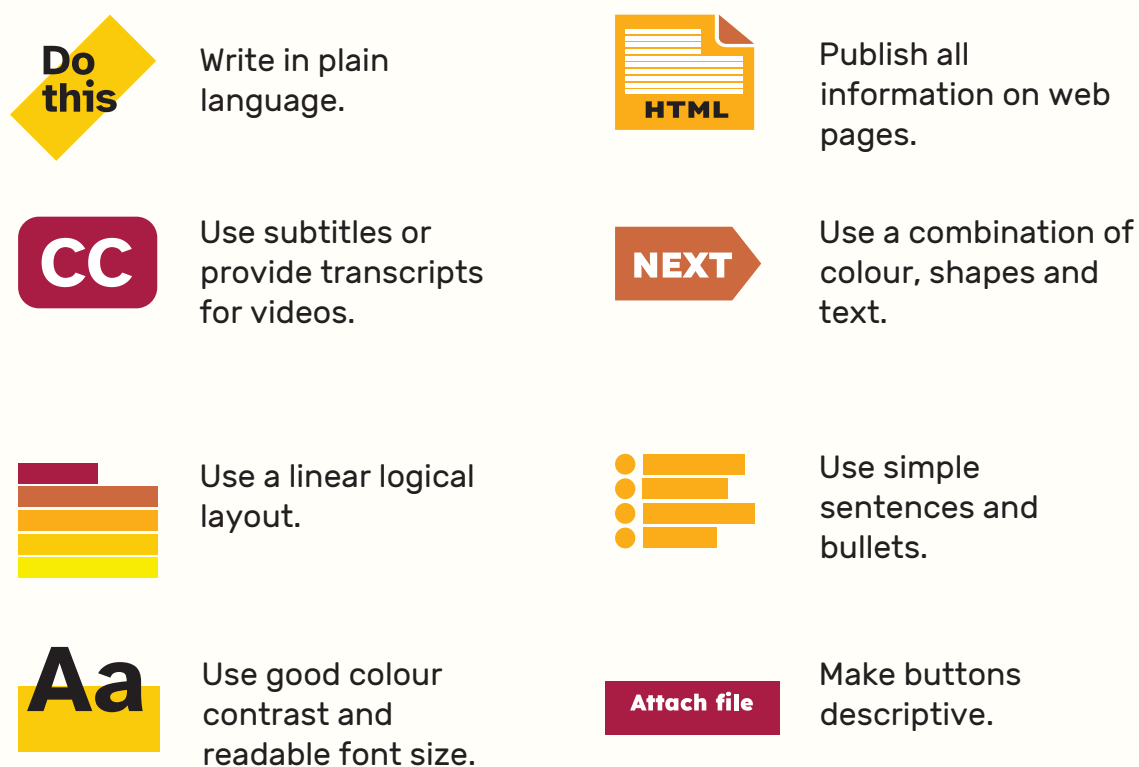 Do
this
Write in plain
language.
HTML
Publish all
information on web
pages.
CC
Use subtitles or
provide transcripts
for videos.
NEXT
Use a combination of
colour, shapes and
text.
Use a linear logical
layout.
Use simple
sentences and
bullets.
Aa
Use good colour
contrast and
readable font size.
Attach file
Make buttons
descriptive.